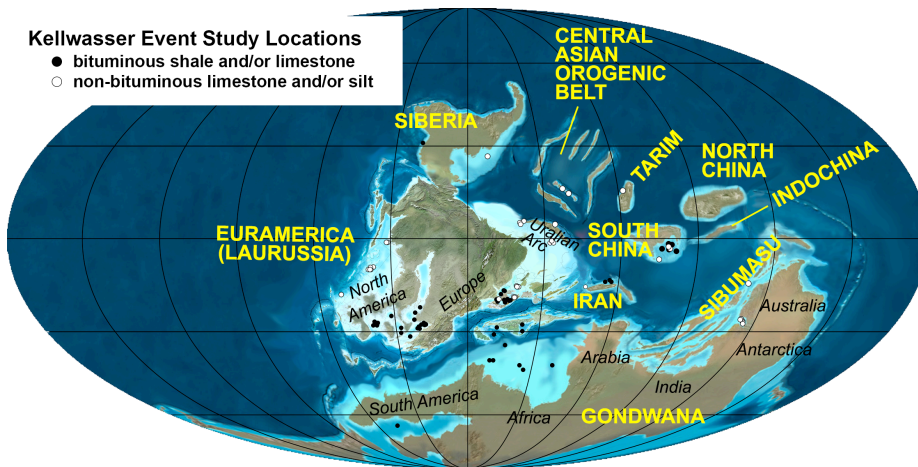 Kellwasser Event Study Locations
bituminous shale and/or limestone
non-bituminous limestone and/or silt
CENTRAL
ASIAN
OROGENIC
BELT
SIBERIA
TARIM
NORTH
CHINA
INDOCHINA
EURAMERICA
(LAURUSSIA)
Uralian
Arc
SOUTH
CHINA
North
America
Europe
IRAN
SIBUMASU
Australia
Arabia
Antarctica
India
South America
Africa
GONDWANA